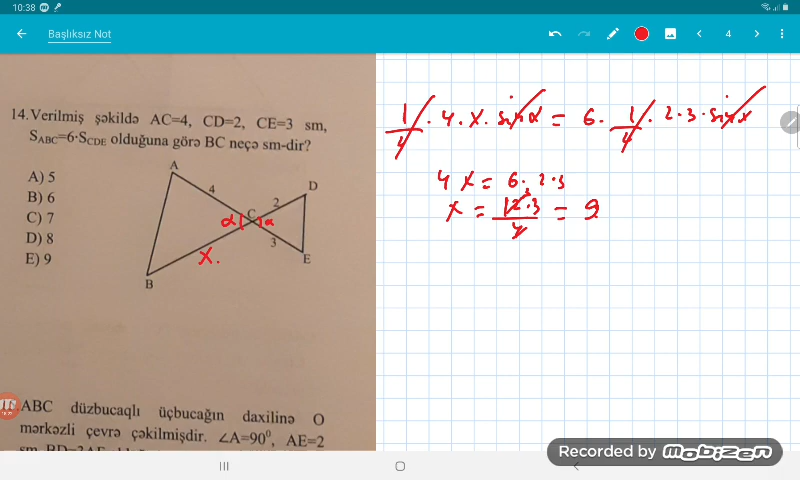 10:38
Başlıksız Not
4
14. Verilmiş şəkildə AC=4, CD=2, CE=3 sm,
S_ABC=6·S_CDE olduğuna görə BC neçə sm-dir?
A) 5
B) 6
C) 7
D) 8
E) 9
A
4
C
2
D
α
α
X.
3
E
B
1/4 · 4 · x · sinα = 6 · 1/4 · 2 · 3 · sinα
4x = 6 · 2 · 3
x = 12 · 3 / 4 = 9
3
ABC düzbucaqlı üçbucağın daxilinə O
mərkəzli çevrə çəkilmişdir. ∠A=90⁰, AE=2
Recorded by
mobizen